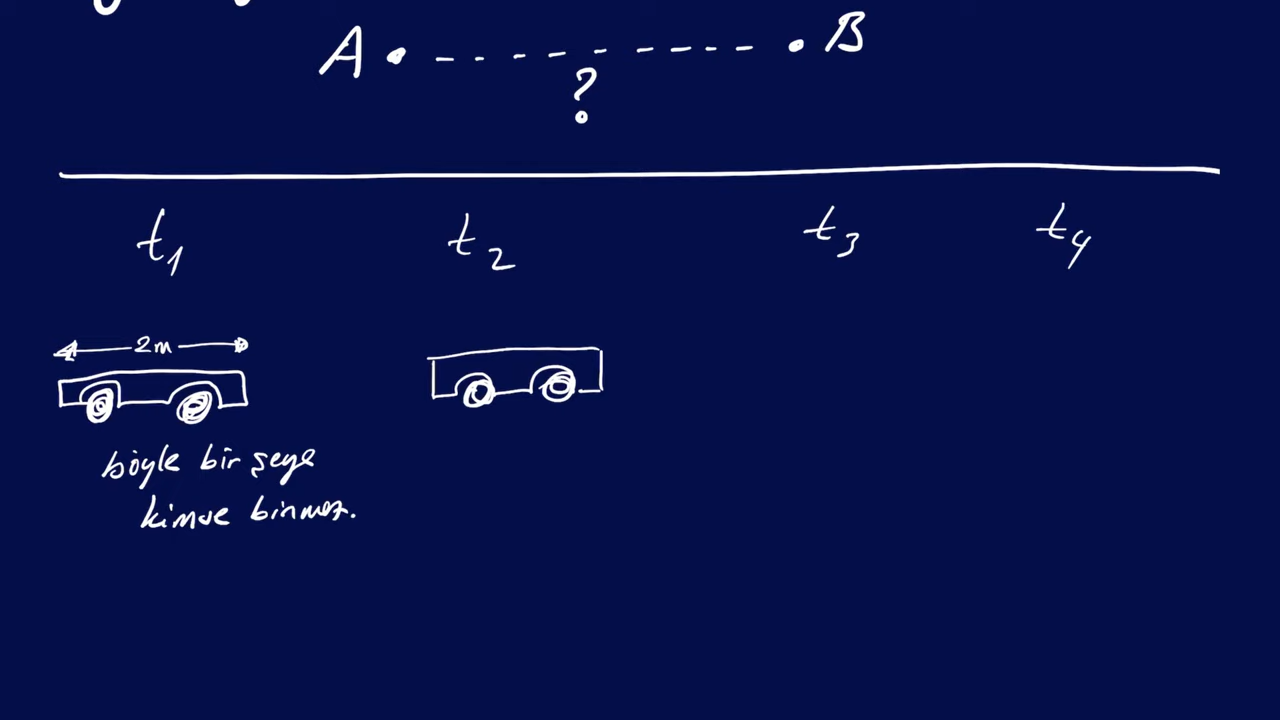 A B
?
t1 t2 t3 t4
2m
böyle bir şeye
kimse binmez.